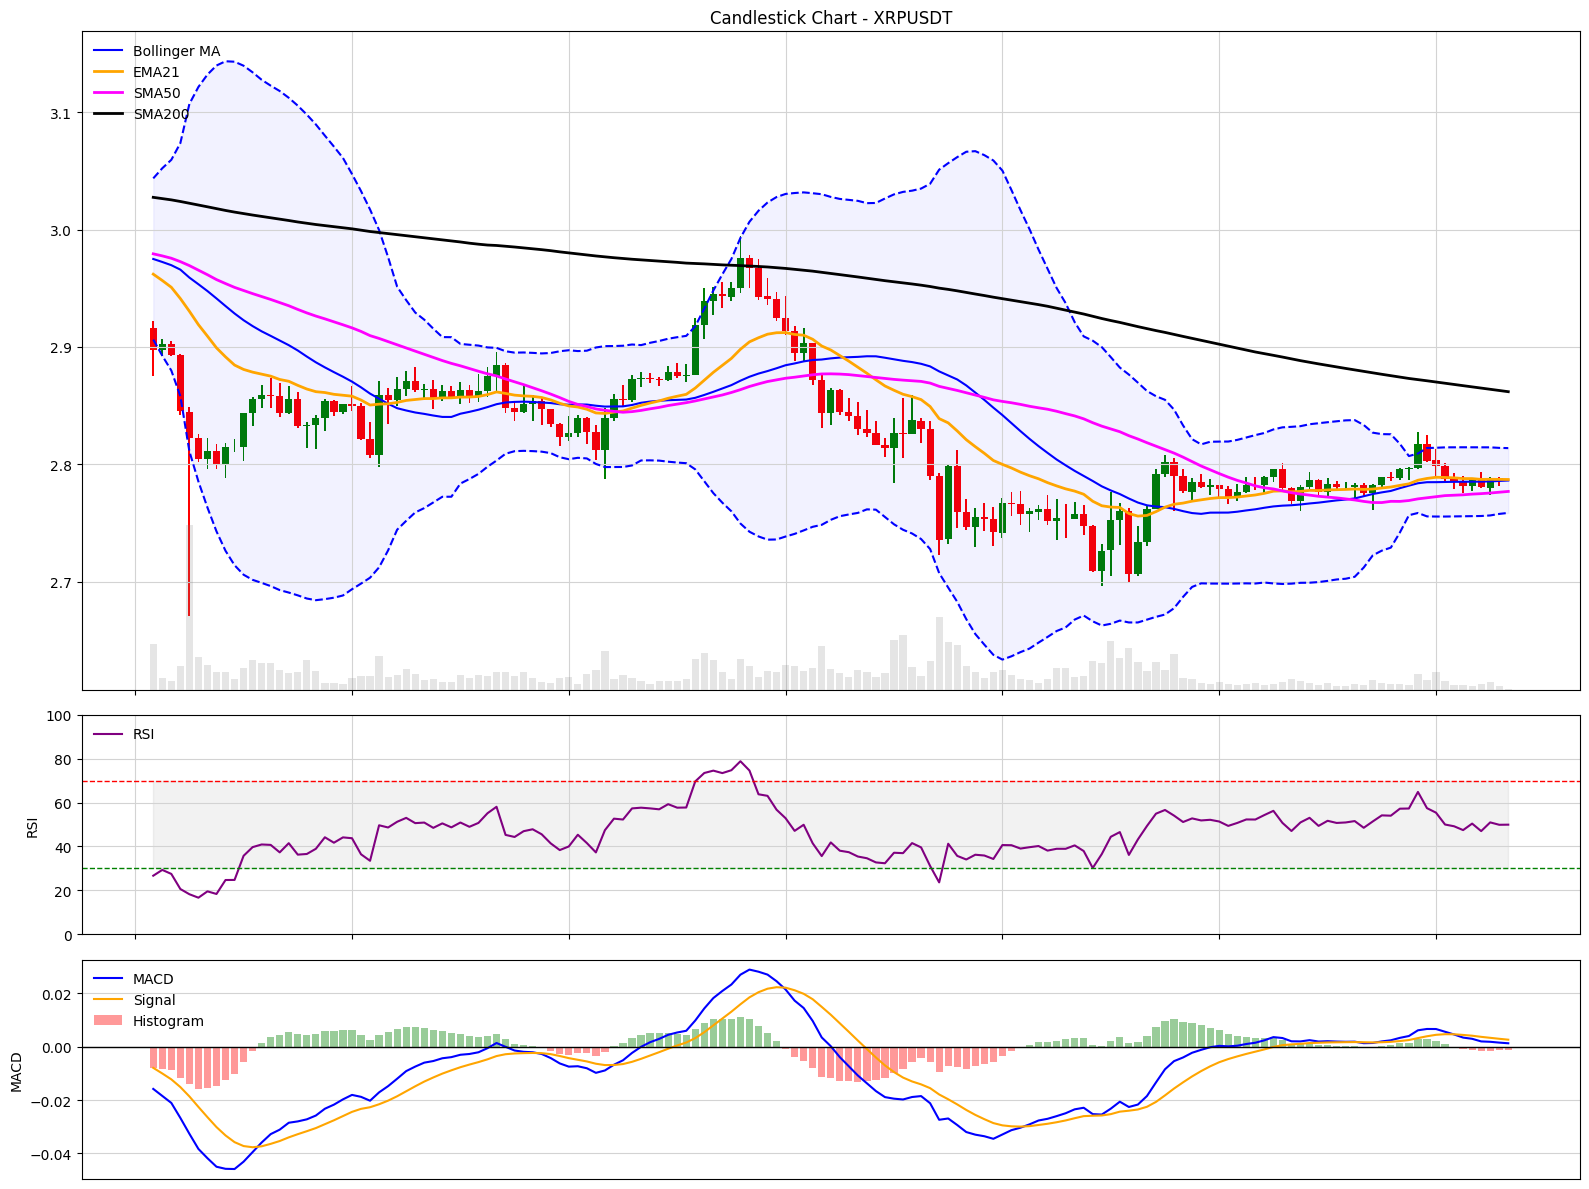 Candlestick Chart - XRPUSDT
Bollinger MA
EMA21
SMA50
SMA200
3.1
3.0
2.9
2.8
2.7
RSI
100
80
60
40
20
0
RSI
MACD
Signal
Histogram
0.02
0.00
−0.02
−0.04
MACD